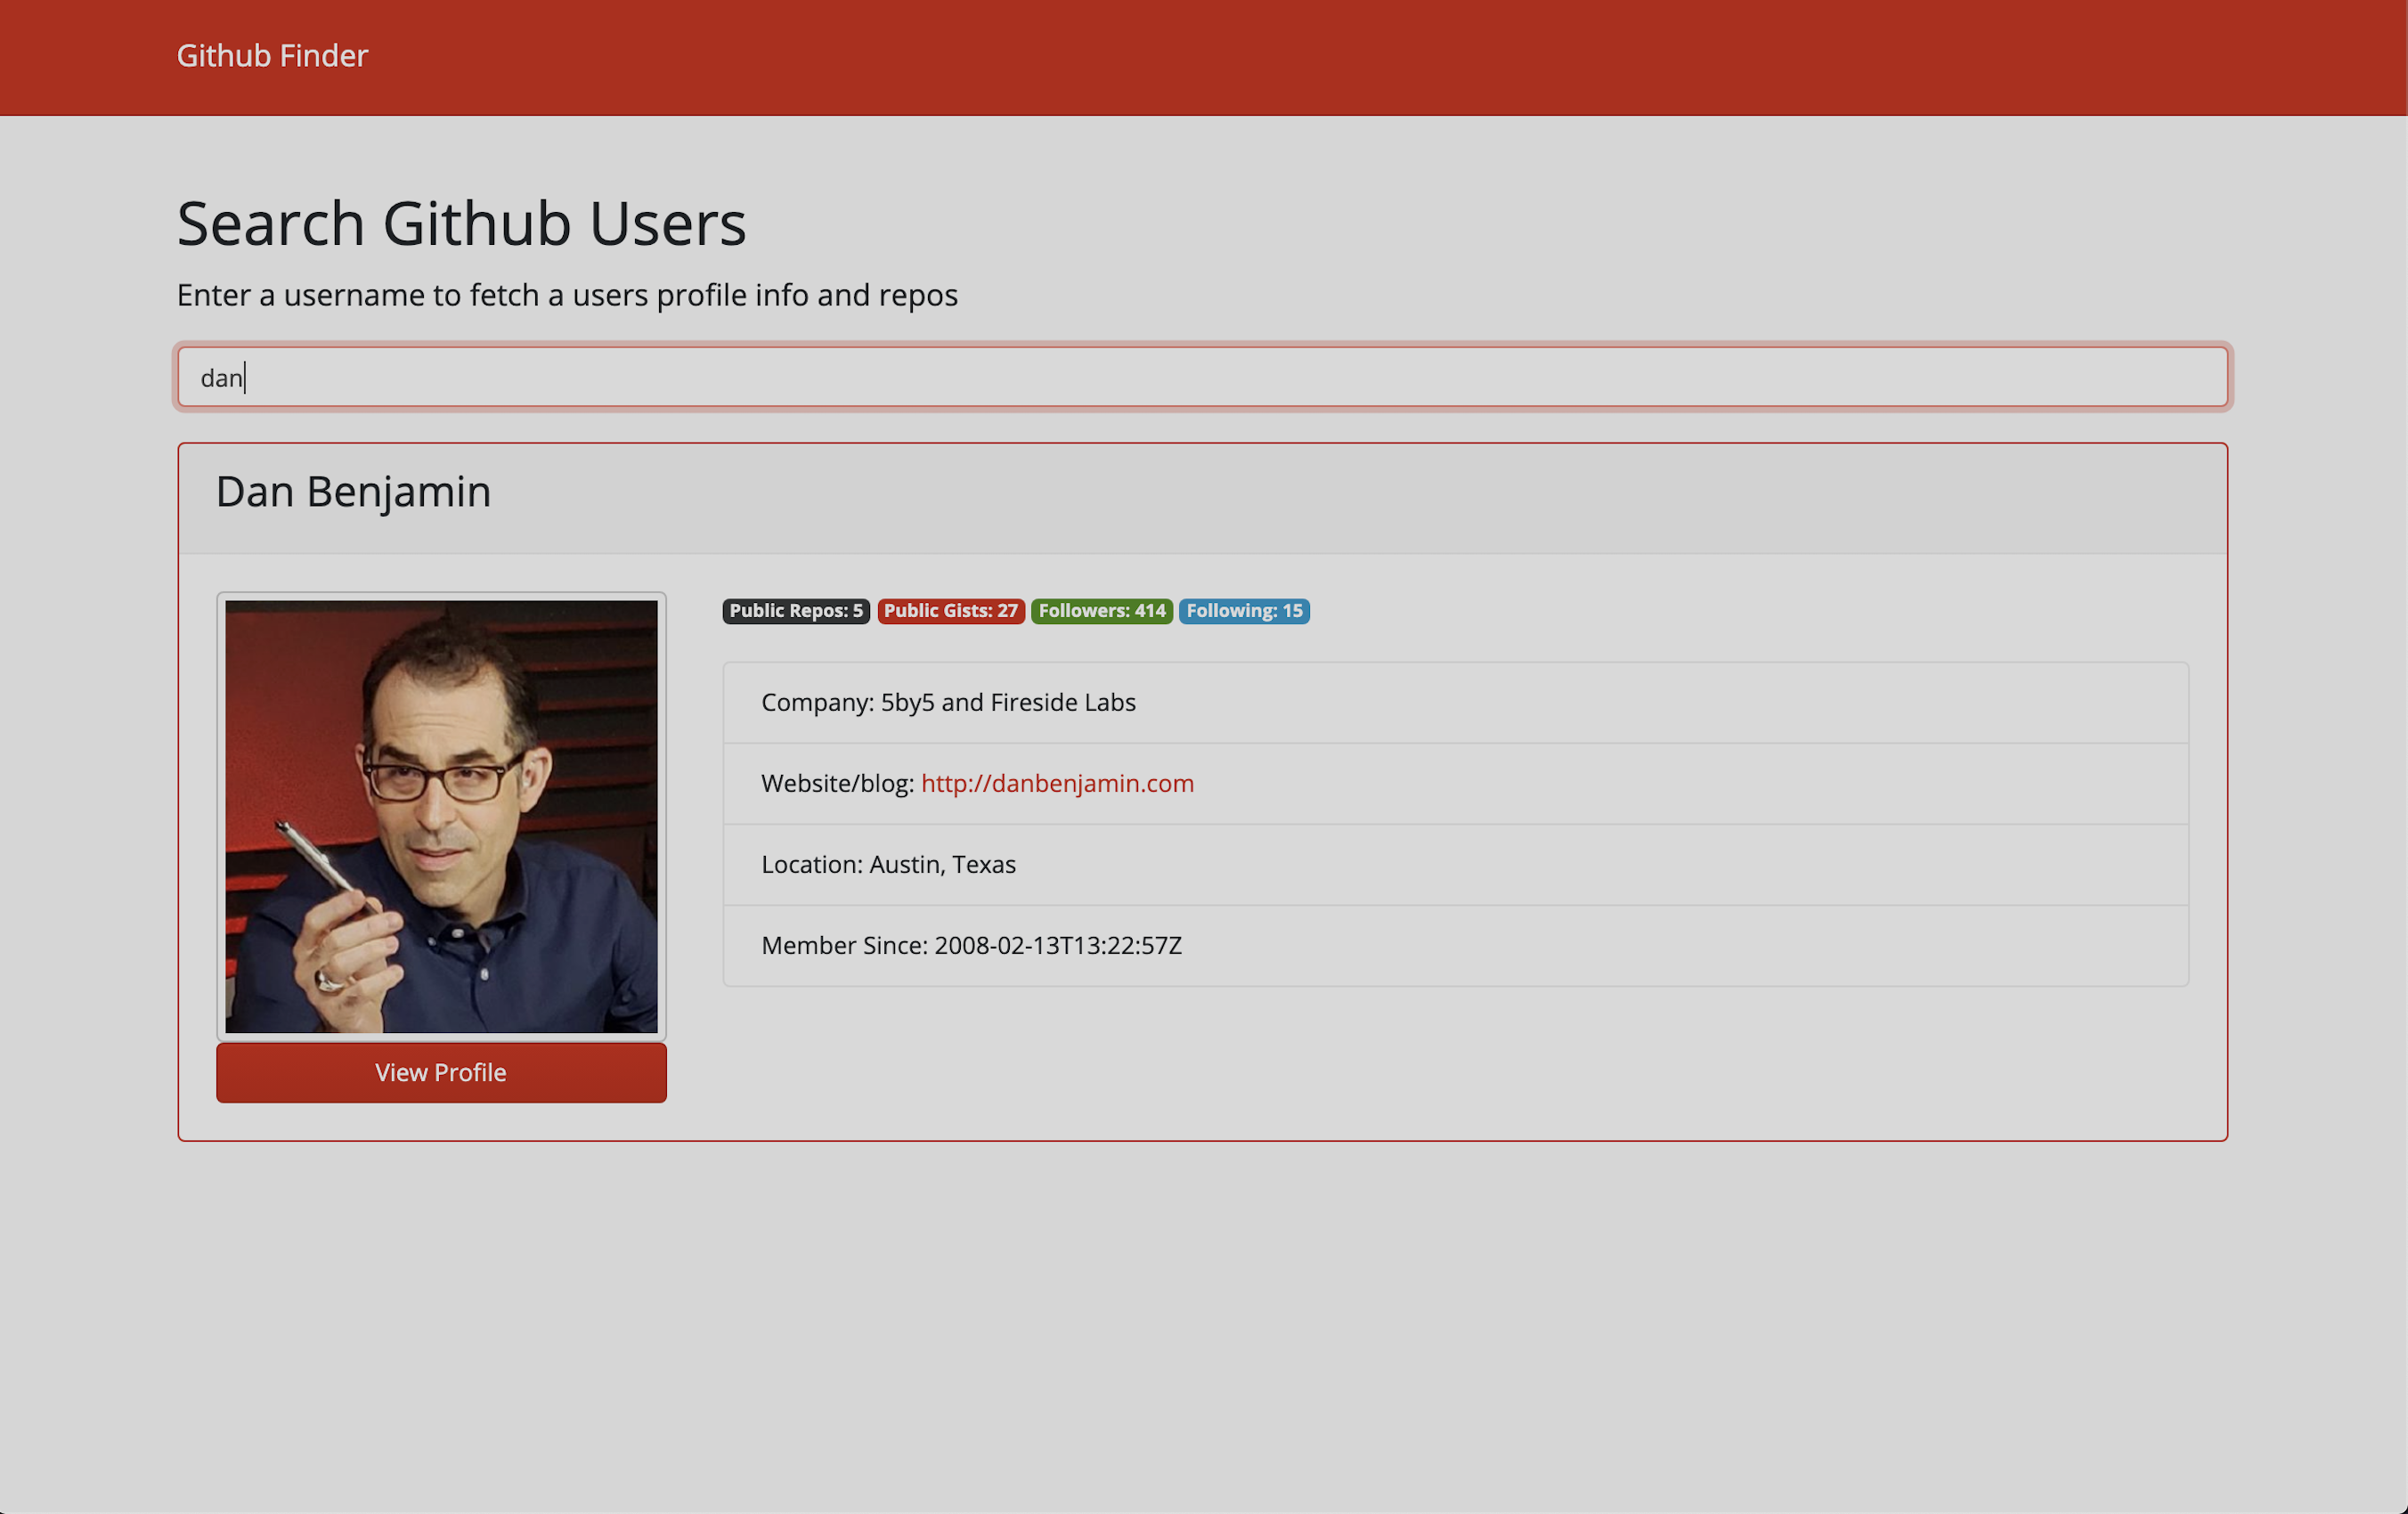 Github Finder
Search Github Users
Enter a username to fetch a users profile info and repos
dan
Dan Benjamin
Public Repos: 5 Public Gists: 27 Followers: 414 Following: 15
Company: 5by5 and Fireside Labs
Website/blog: http://danbenjamin.com
Location: Austin, Texas
Member Since: 2008-02-13T13:22:57Z
View Profile